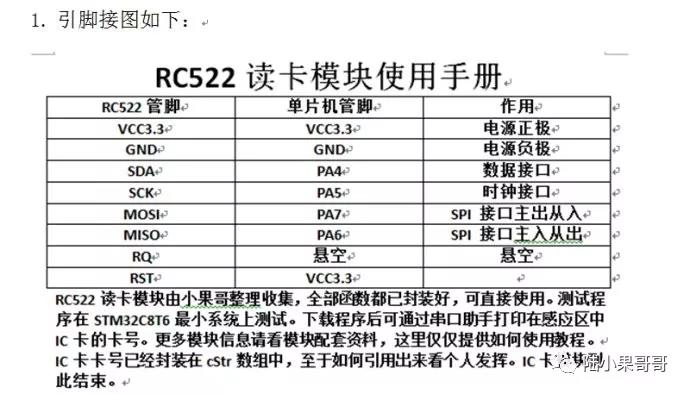 1. 引脚接图如下：
RC522 读卡模块使用手册
RC522 管脚 单片机管脚 作用
VCC3.3 VCC3.3 电源正极
GND GND 电源负极
SDA PA4 数据接口
SCK PA5 时钟接口
MOSI PA7 SPI 接口主出从入
MISO PA6 SPI 接口主入从出
RQ 悬空 悬空
RST VCC3.3
RC522 读卡模块由小果哥整理收集，全部函数都已封装好，可直接使用。测试程
序在 STM32C8T6 最小系统上测试。下载程序后可通过串口助手打印在感应区中
IC 卡的卡号。更多模块信息请看模块配套资料，这里仅仅提供如何使用教程。
IC 卡卡号已经封装在 cStr 数组中，至于如何引用出来看个人发挥。IC 卡
此结束。
陆小果哥哥